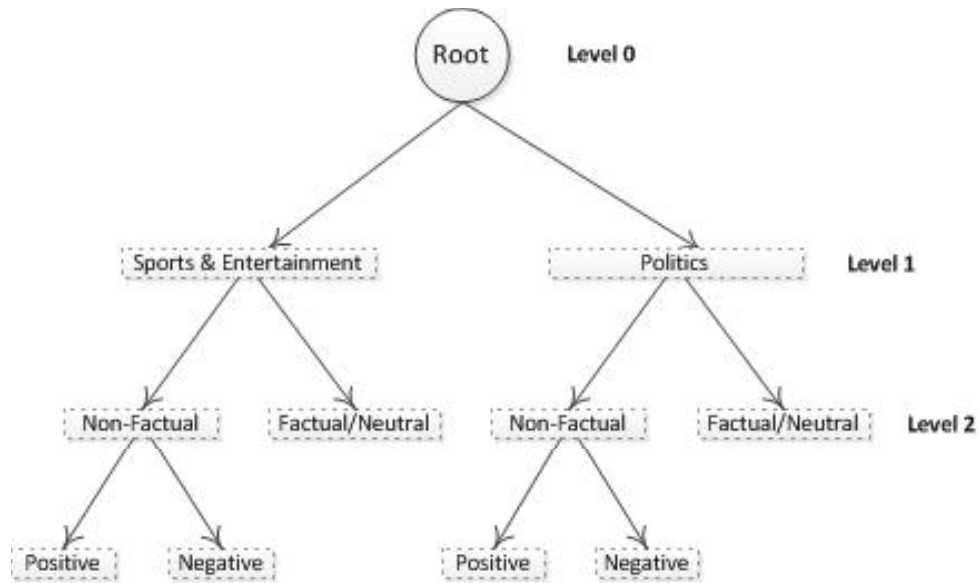 Root
Level 0
Sports & Entertainment
Politics
Level 1
Non-Factual
Factual/Neutral
Non-Factual
Factual/Neutral
Level 2
Positive
Negative
Positive
Negative